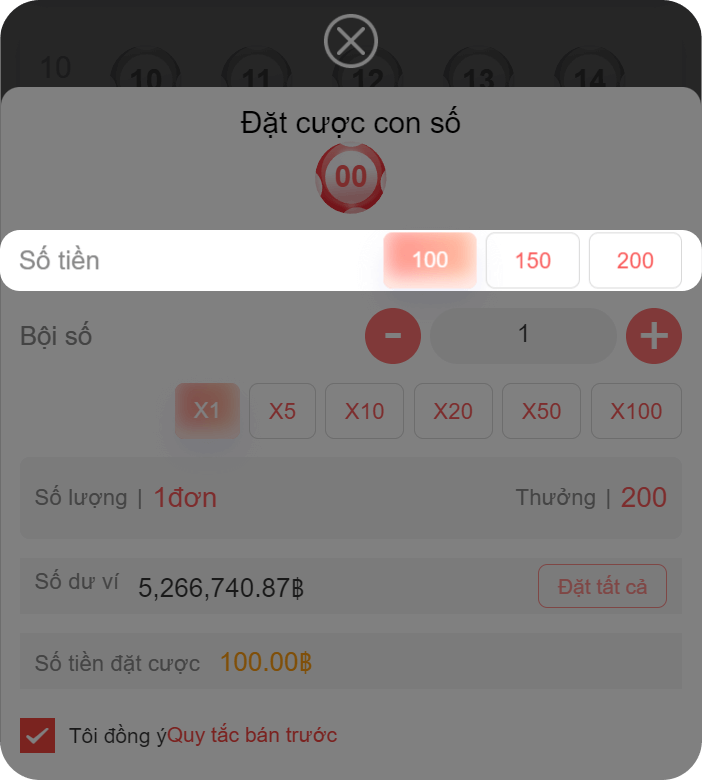 10 10 11 12 13 14
Đặt cược con số
00
Số tiền 100 150 200
Bội số - 1 +
X1 X5 X10 X20 X50 X100
Số lượng | 1đơn Thưởng | 200
Số dư ví 5,266,740.87฿ Đặt tất cả
Số tiền đặt cược 100.00฿
Tôi đồng ýQuy tắc bán trước